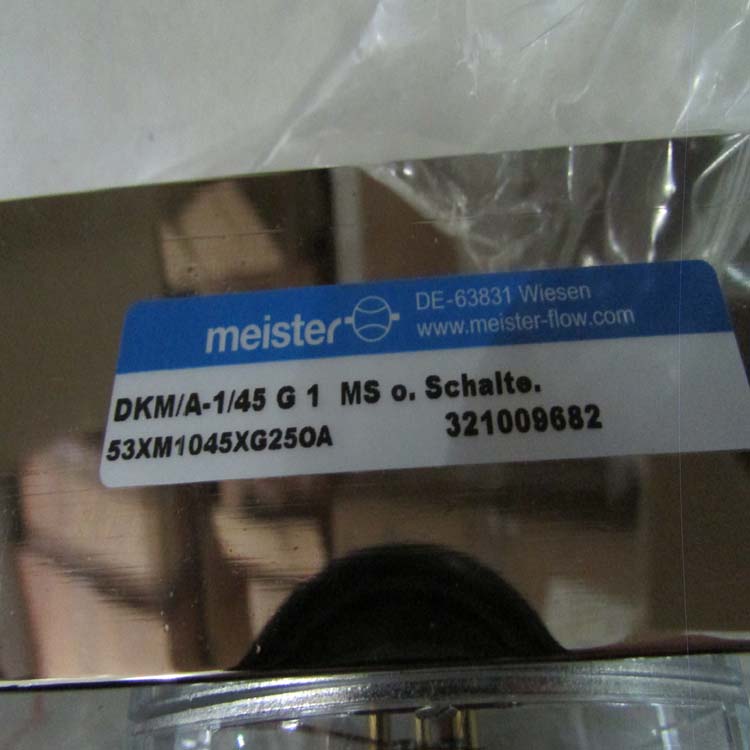 meister
DE-63831 Wiesen
www.meister-flow.com
DKM/A-1/45 G 1 MS o. Schalte.
53XM1045XG25OA 321009682